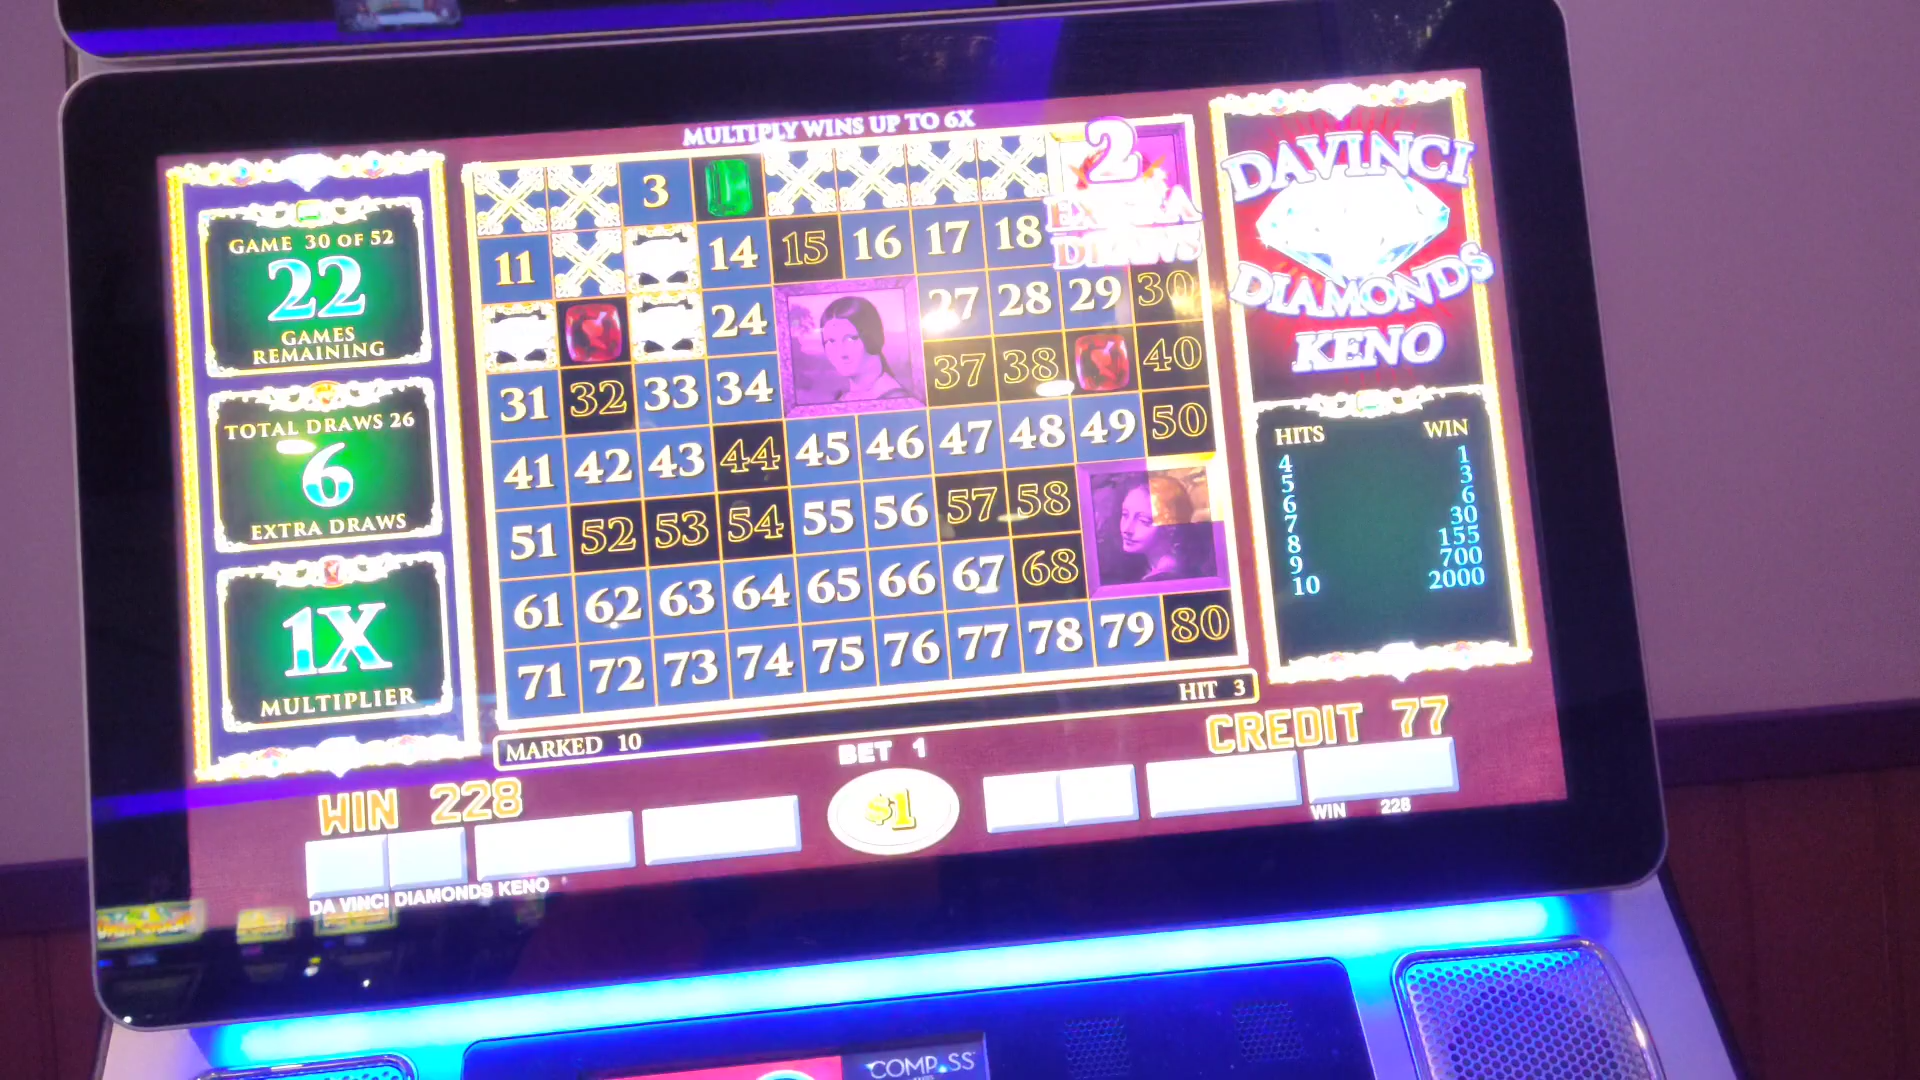 MULTIPLY WINS UP TO 6X
GAME 30 OF 52
22
GAMES
REMAINING
TOTAL DRAWS 26
6
EXTRA DRAWS
1X
MULTIPLIER
3
2
EXTRA
DRAWS
11 14 15 16 17 18
24 27 28 29 30
31 32 33 34 37 38 40
41 42 43 44 45 46 47 48 49 50
51 52 53 54 55 56 57 58
61 62 63 64 65 66 67 68
71 72 73 74 75 76 77 78 79 80
DAVINCI
DIAMONDS
KENO
HITS WIN
4 1
5 3
6 6
7 30
8 155
9 700
10 2000
MARKED 10
HIT 3
BET 1
CREDIT 77
WIN 228
$1
WIN 228
DA VINCI DIAMONDS KENO